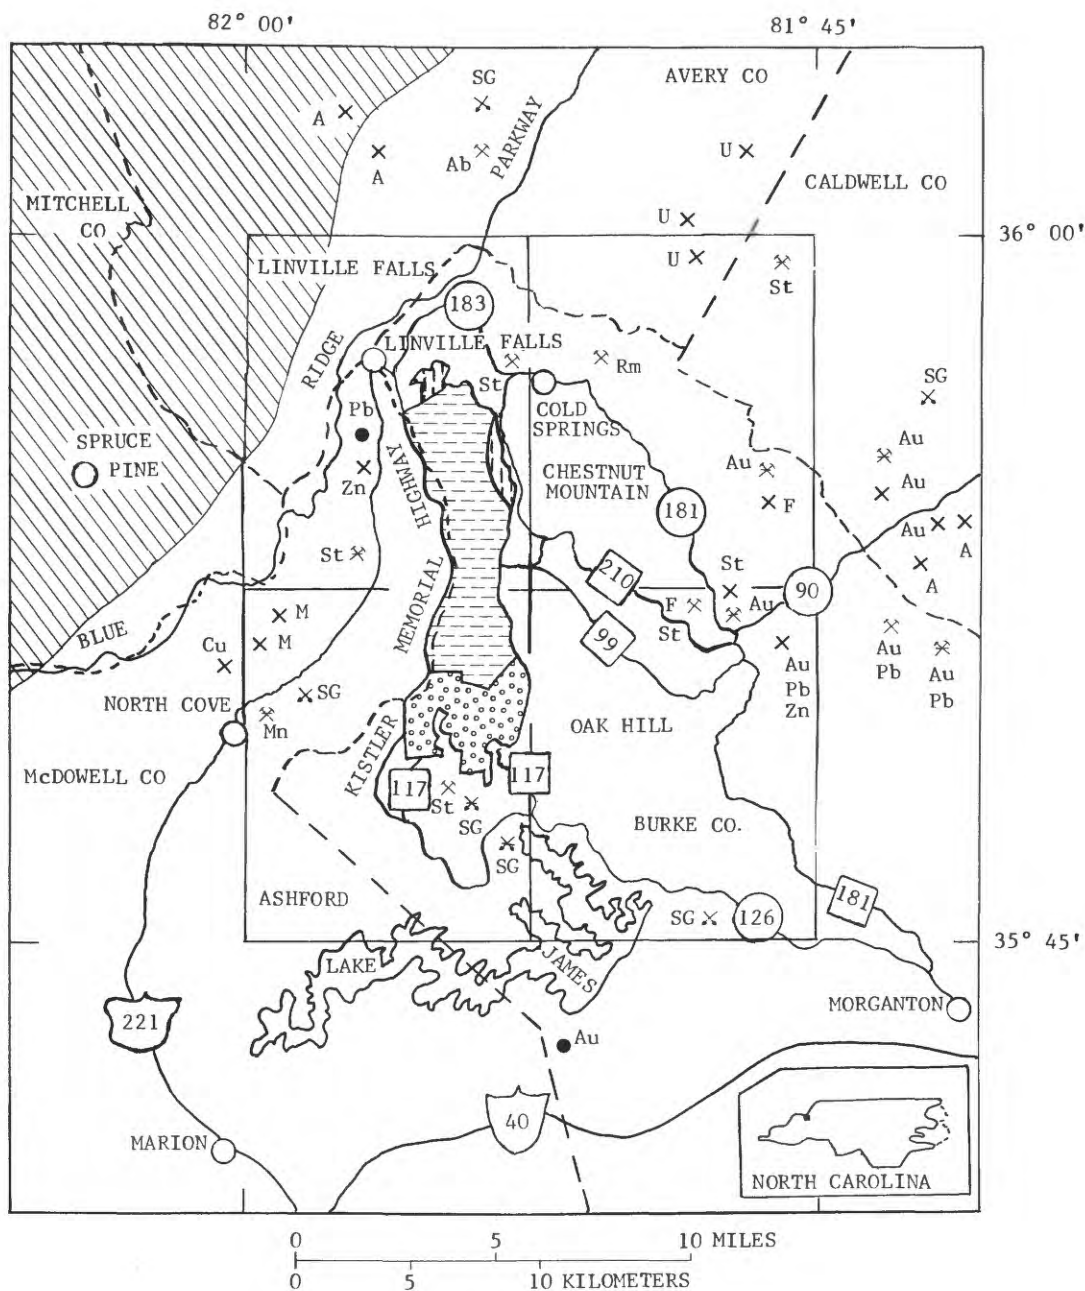 82° 00'
81° 45'
AVERY CO
SG
A
PARKWAY
Ab
U
A
CALDWELL CO
MITCHELL
CO
U
36° 00'
LINVILLE FALLS
U
St
183
RIDGE
LINVILLE FALLS
St
Rm
SG
Pb
COLD
SPRINGS
SPRUCE
PINE
Zn
HIGHWAY
CHESTNUT
MOUNTAIN
Au
Au
Au
F
181
Au
A
St
210
St
A
90
F
St
Au
BLUE
M
M
MEMORIAL
99
Cu
Au
Pb
Zn
Au
Pb
Au
Pb
SG
NORTH COVE
Mn
OAK HILL
McDOWELL CO
KISTLER
117
117
St
SG
BURKE CO.
SG
ASHFORD
181
SG
126
35° 45'
LAKE
JAMES
MORGANTON
221
Au
40
MARION
NORTH CAROLINA
0 5 10 MILES
0 5 10 KILOMETERS